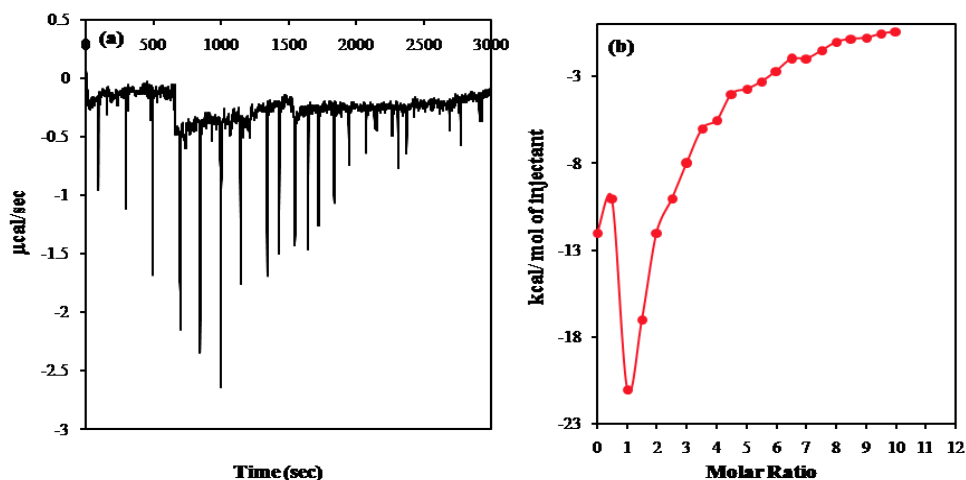 (a)
0.5
0
-0.5
-1
-1.5
-2
-2.5
-3
0 500 1000 1500 2000 2500 3000
μcal/sec
Time (sec)
(b)
-3
-8
-13
-18
-23
0 1 2 3 4 5 6 7 8 9 10 11 12
kcal/ mol of injectant
Molar Ratio